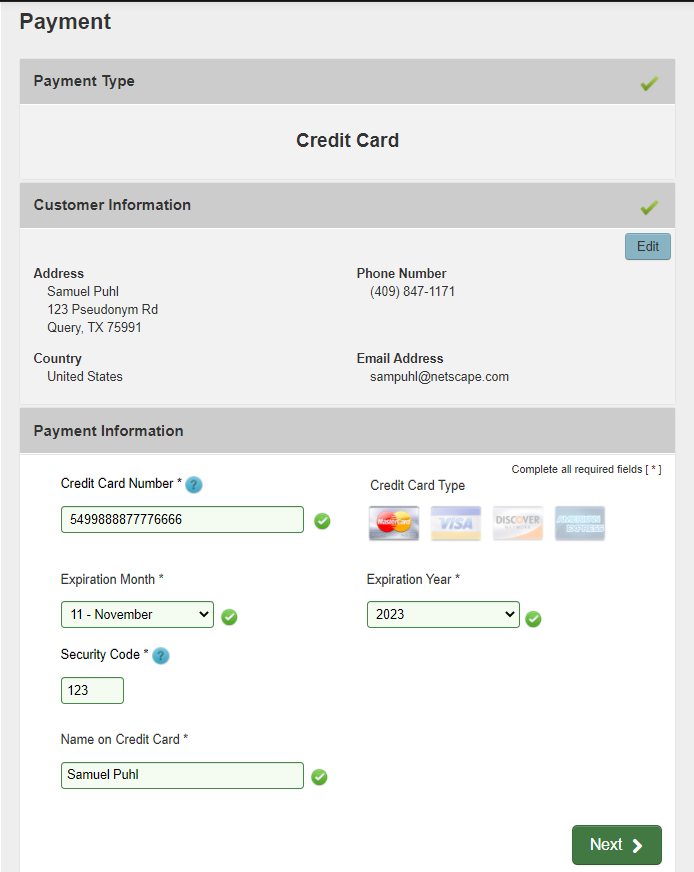 Payment
Payment Type
Credit Card
Customer Information
Edit
Address
Samuel Puhl
123 Pseudonym Rd
Query, TX 75991
Phone Number
(409) 847-1171
Country
United States
Email Address
sampuhl@netscape.com
Payment Information
Complete all required fields [ * ]
Credit Card Number * ?
5499888877776666
Credit Card Type
MasterCard VISA DISCOVER NETWORK AMERICAN EXPRESS
Expiration Month *
11 - November
Expiration Year *
2023
Security Code * ?
123
Name on Credit Card *
Samuel Puhl
Next